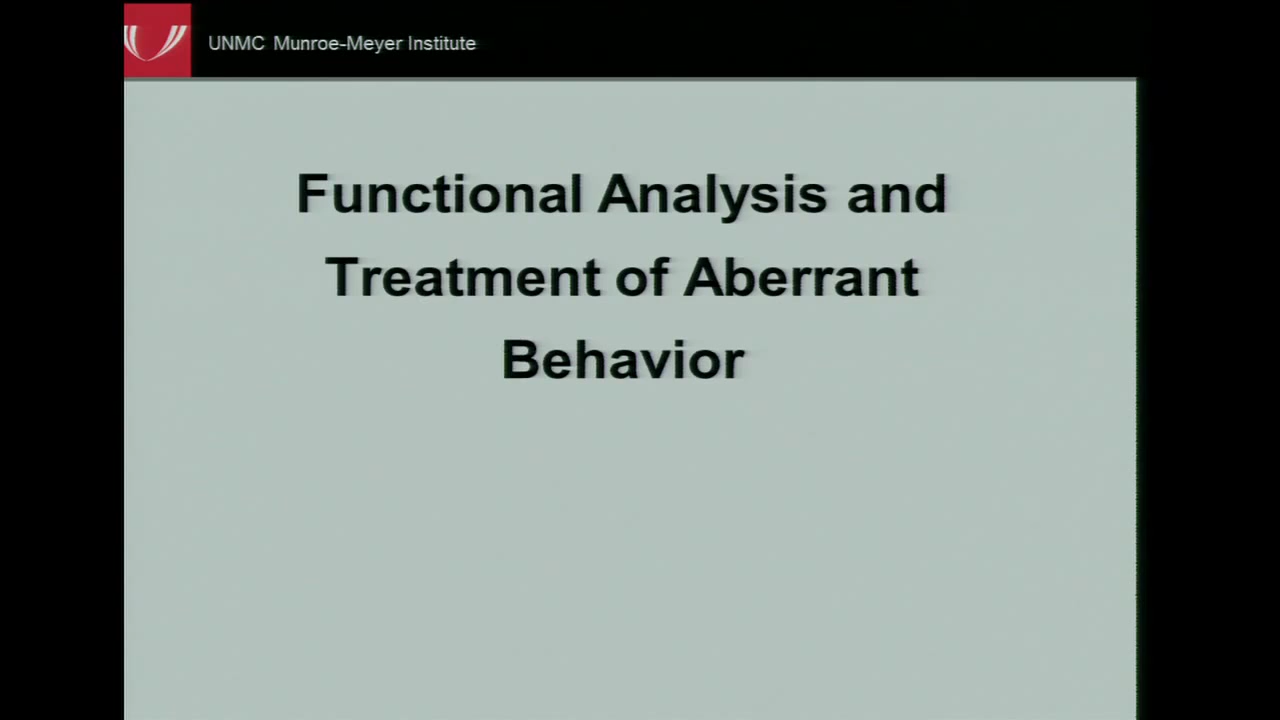 UNMC Munroe-Meyer Institute
Functional Analysis and
Treatment of Aberrant
Behavior